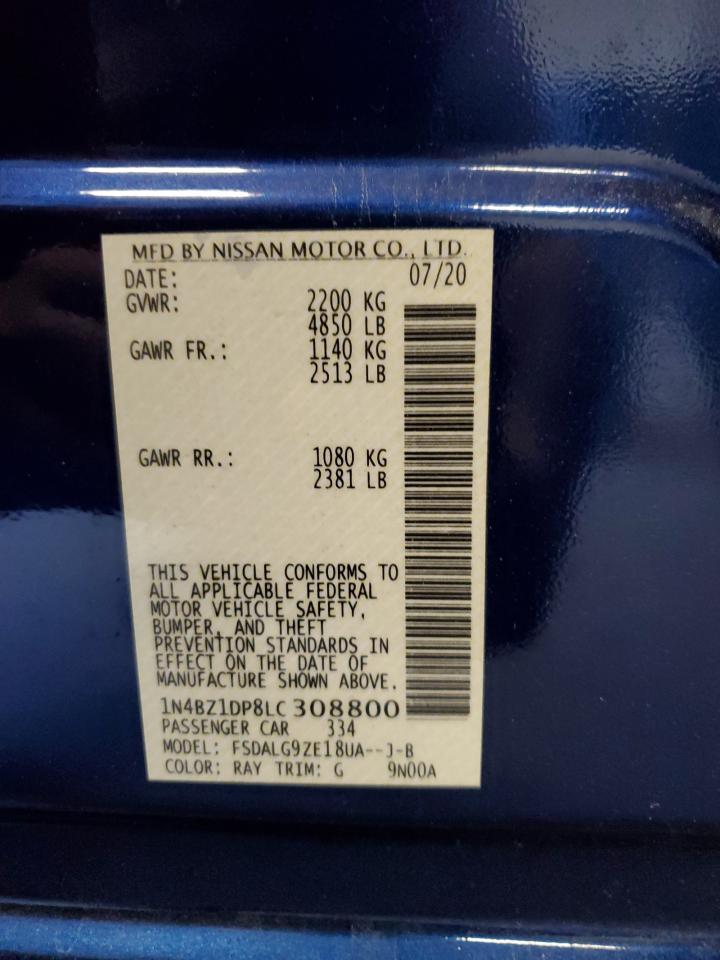 MFD BY NISSAN MOTOR CO., LTD.
DATE: 07/20
GVWR: 2200 KG
4850 LB
GAWR FR.: 1140 KG
2513 LB
GAWR RR.: 1080 KG
2381 LB
THIS VEHICLE CONFORMS TO
ALL APPLICABLE FEDERAL
MOTOR VEHICLE SAFETY,
BUMPER, AND THEFT
PREVENTION STANDARDS IN
EFFECT ON THE DATE OF
MANUFACTURE SHOWN ABOVE.
1N4BZ1DP8LC 308800
PASSENGER CAR 334
MODEL: FSDALG9ZE18UA--J-B
COLOR: RAY TRIM: G 9N00A